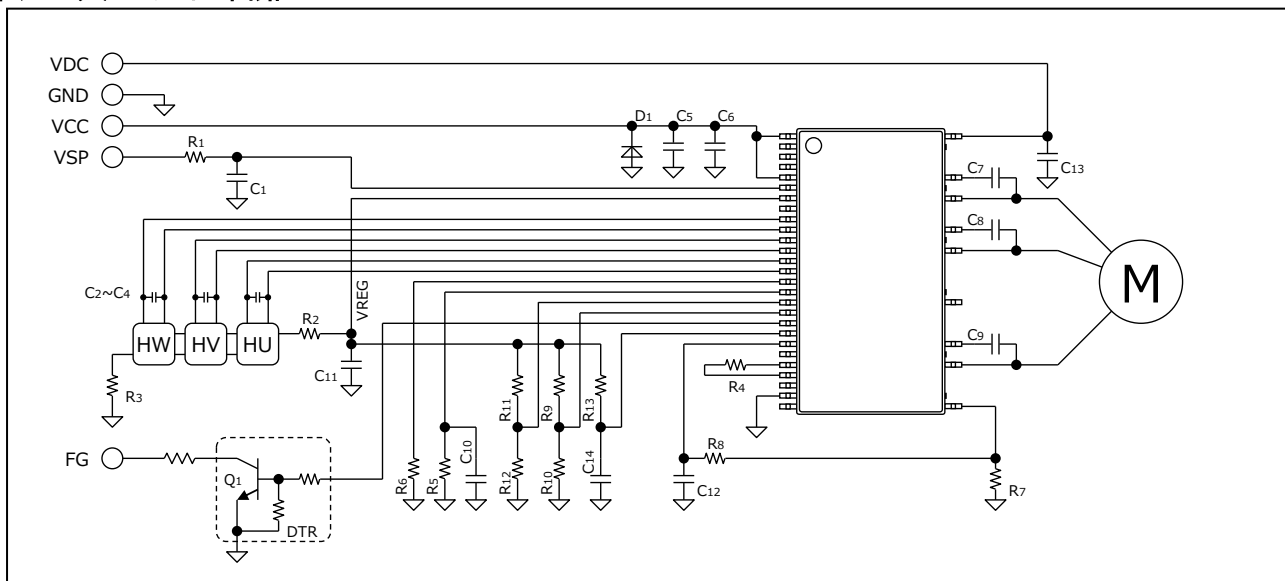 VDC
GND
VCC
VSP
R1
C1
D1
C5
C6
C7
C13
C8
M
C2~C4
VREG
R2
HW
HV
HU
C11
R3
C9
R4
R11
R9
R13
FG
Q1
DTR
R6
R5
C10
R12
R10
C14
C12
R8
R7